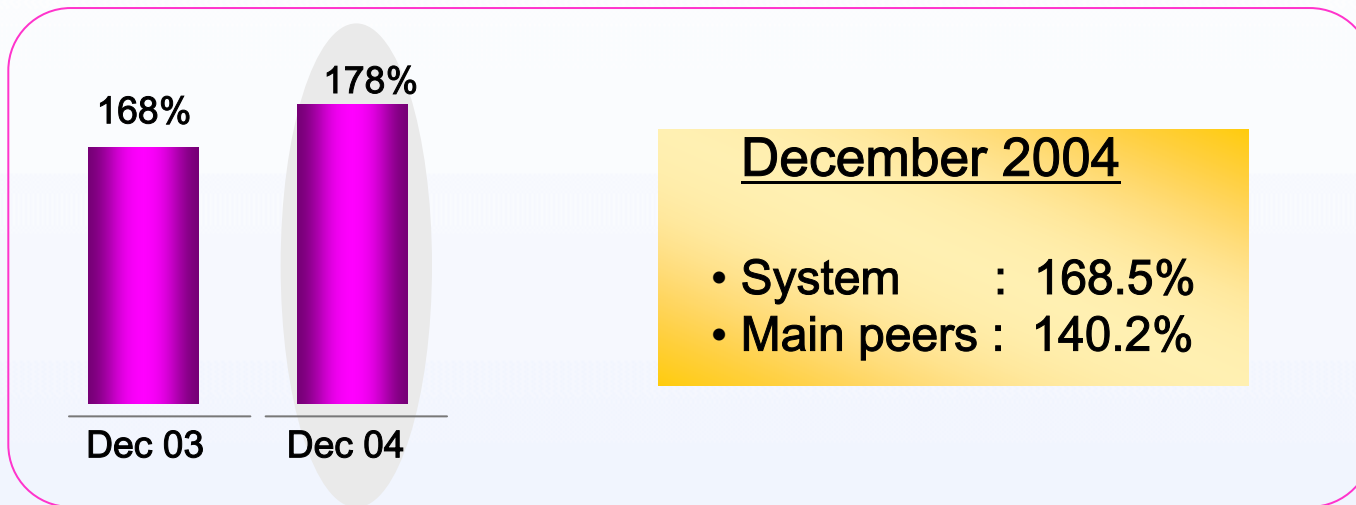 168%
178%
Dec 03
Dec 04
December 2004
• System : 168.5%
• Main peers : 140.2%